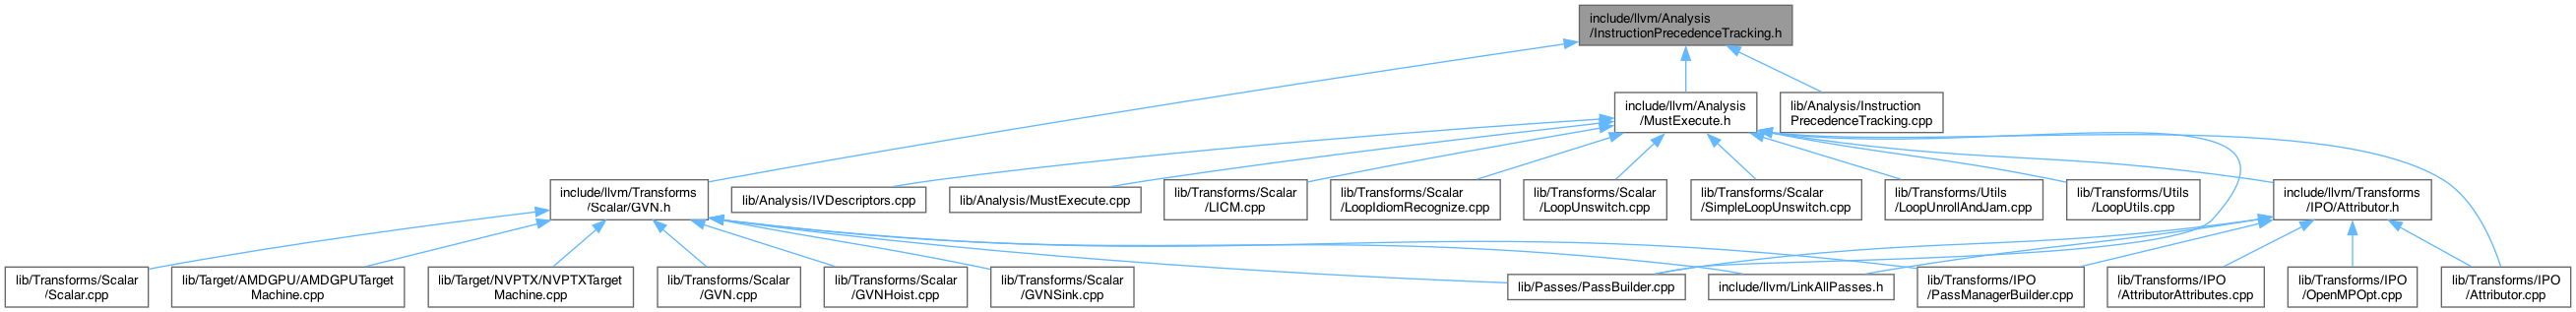 include/llvm/Analysis
/InstructionPrecedenceTracking.h
include/llvm/Analysis
/MustExecute.h
lib/Analysis/Instruction
PrecedenceTracking.cpp
include/llvm/Transforms
/Scalar/GVN.h
lib/Analysis/IVDescriptors.cpp
lib/Analysis/MustExecute.cpp
lib/Transforms/Scalar
/LICM.cpp
lib/Transforms/Scalar
/LoopIdiomRecognize.cpp
lib/Transforms/Scalar
/LoopUnswitch.cpp
lib/Transforms/Scalar
/SimpleLoopUnswitch.cpp
lib/Transforms/Utils
/LoopUnrollAndJam.cpp
lib/Transforms/Utils
/LoopUtils.cpp
include/llvm/Transforms
/IPO/Attributor.h
lib/Transforms/Scalar
/Scalar.cpp
lib/Target/AMDGPU/AMDGPUTarget
Machine.cpp
lib/Target/NVPTX/NVPTXTarget
Machine.cpp
lib/Transforms/Scalar
/GVN.cpp
lib/Transforms/Scalar
/GVNHoist.cpp
lib/Transforms/Scalar
/GVNSink.cpp
lib/Passes/PassBuilder.cpp
include/llvm/LinkAllPasses.h
lib/Transforms/IPO
/PassManagerBuilder.cpp
lib/Transforms/IPO
/AttributorAttributes.cpp
lib/Transforms/IPO
/OpenMPOpt.cpp
lib/Transforms/IPO
/Attributor.cpp